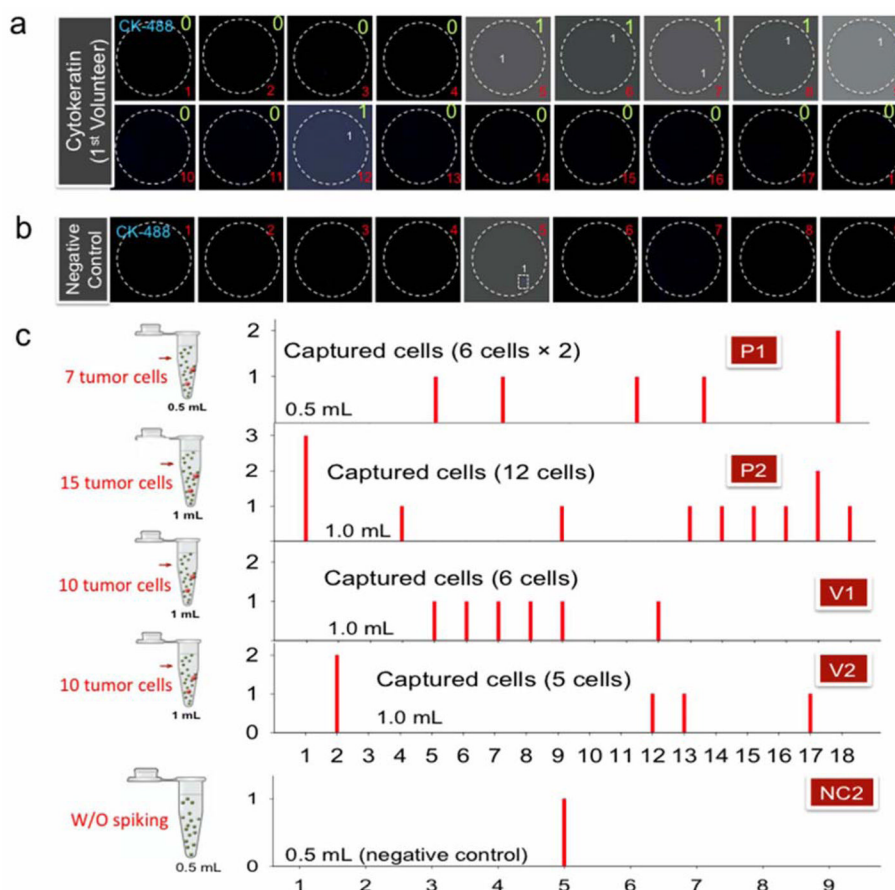 a
Cytokeratin
(1st Volunteer)
CK-488
0 0 0 0 1 1 1 1 1
1 1 1 1 1
1 2 3 4 5 6 7 8
0 0 1 0 0 0 0 0 0
1
10 11 12 13 14 15 16 17
b
Negative
Control
CK-488
1 2 3 4 5 6 7 8
1
c
7 tumor cells
0.5 mL
2
1
Captured cells (6 cells × 2)
P1
0.5 mL
15 tumor cells
1 mL
3
2
1
Captured cells (12 cells)
P2
1.0 mL
10 tumor cells
1 mL
2
1
Captured cells (6 cells)
V1
1.0 mL
10 tumor cells
1 mL
2
1
0
Captured cells (5 cells)
V2
1.0 mL
1 2 3 4 5 6 7 8 9 10 11 12 13 14 15 16 17 18
W/O spiking
0.5 mL
1
0
NC2
0.5 mL (negative control)
1 2 3 4 5 6 7 8 9